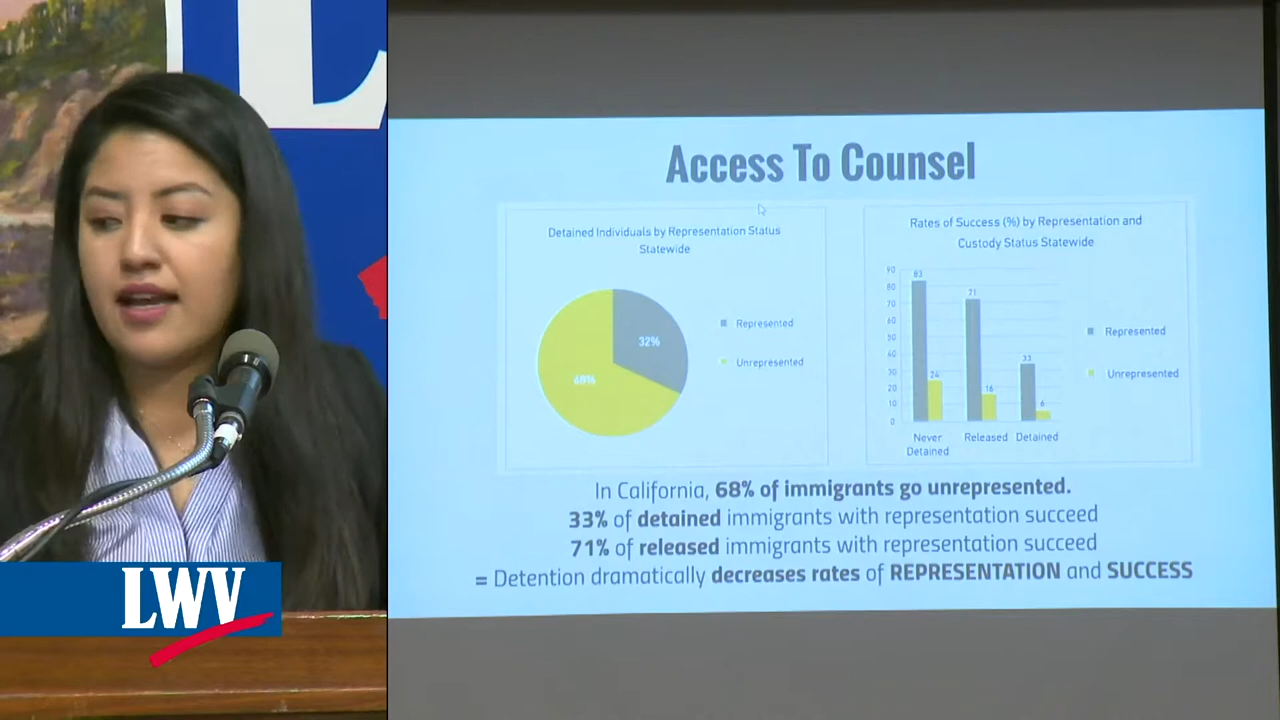 L
LWV
Access To Counsel
Detained Individuals by Representation Status
Statewide
32%
68%
Represented
Unrepresented
Rates of Success (%) by Representation and
Custody Status Statewide
90
80
70
60
50
40
30
20
10
0
83
24
71
16
33
6
Never
Detained
Released
Detained
Represented
Unrepresented
In California, 68% of immigrants go unrepresented.
33% of detained immigrants with representation succeed
71% of released immigrants with representation succeed
= Detention dramatically decreases rates of REPRESENTATION and SUCCESS